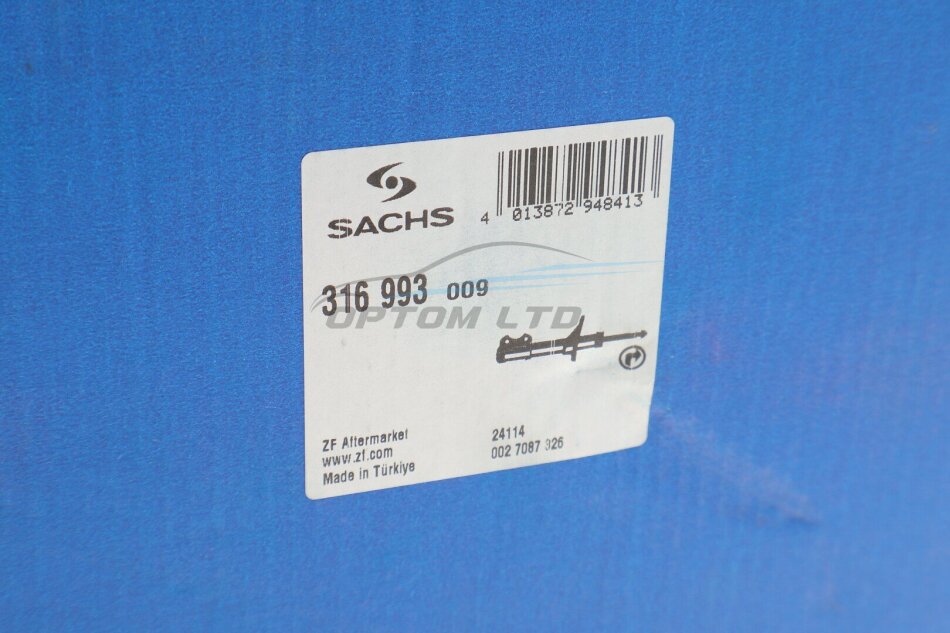 SACHS
4 013872 948413
316 993 009
OPTOM LTD
ZF Aftermarket
www.zf.com
Made in Türkiye
24114
002 7087 326